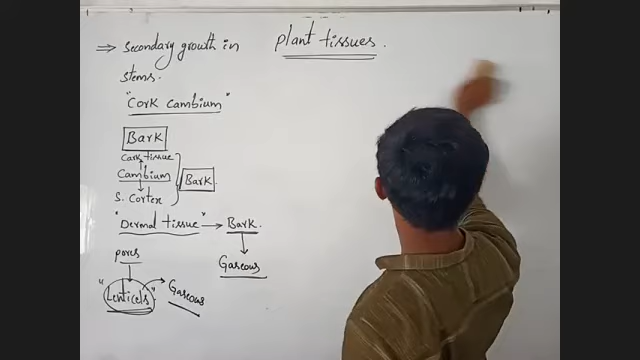 plant tissues.
⇒ Secondary growth in
stems.
"Cork cambium"
Bark
Cark tissue
Cambium
S. Cortex
Bark.
"Dermal tissue" → Bark.
Gaseous
pores
"Lenticels"
Gaseous